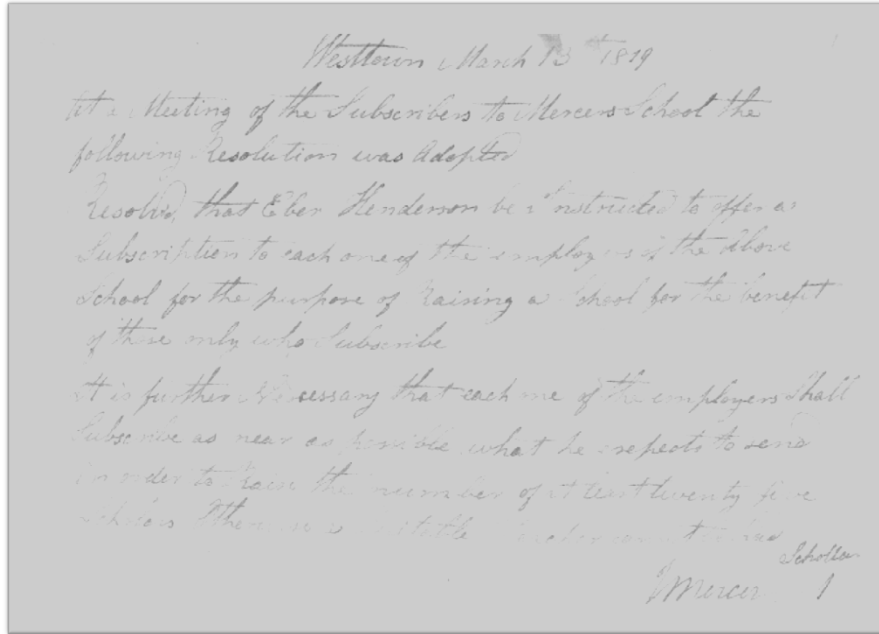 Westtown March 13th 1819
At a Meeting of the Subscribers to Mercers School the
following Resolution was Adopted
Resolvd, that Eber Henderson be instructed to offer a
Subscription to each one of the employers of the Above
School for the purpose of Raising a School for the benefit
of those only who Subscribe
It is further Necessary that each one of the employers Shall
Subscribe as near as possible what he expects to send
in order to Raise the number of at least twenty five
Scholars
Mercer 1